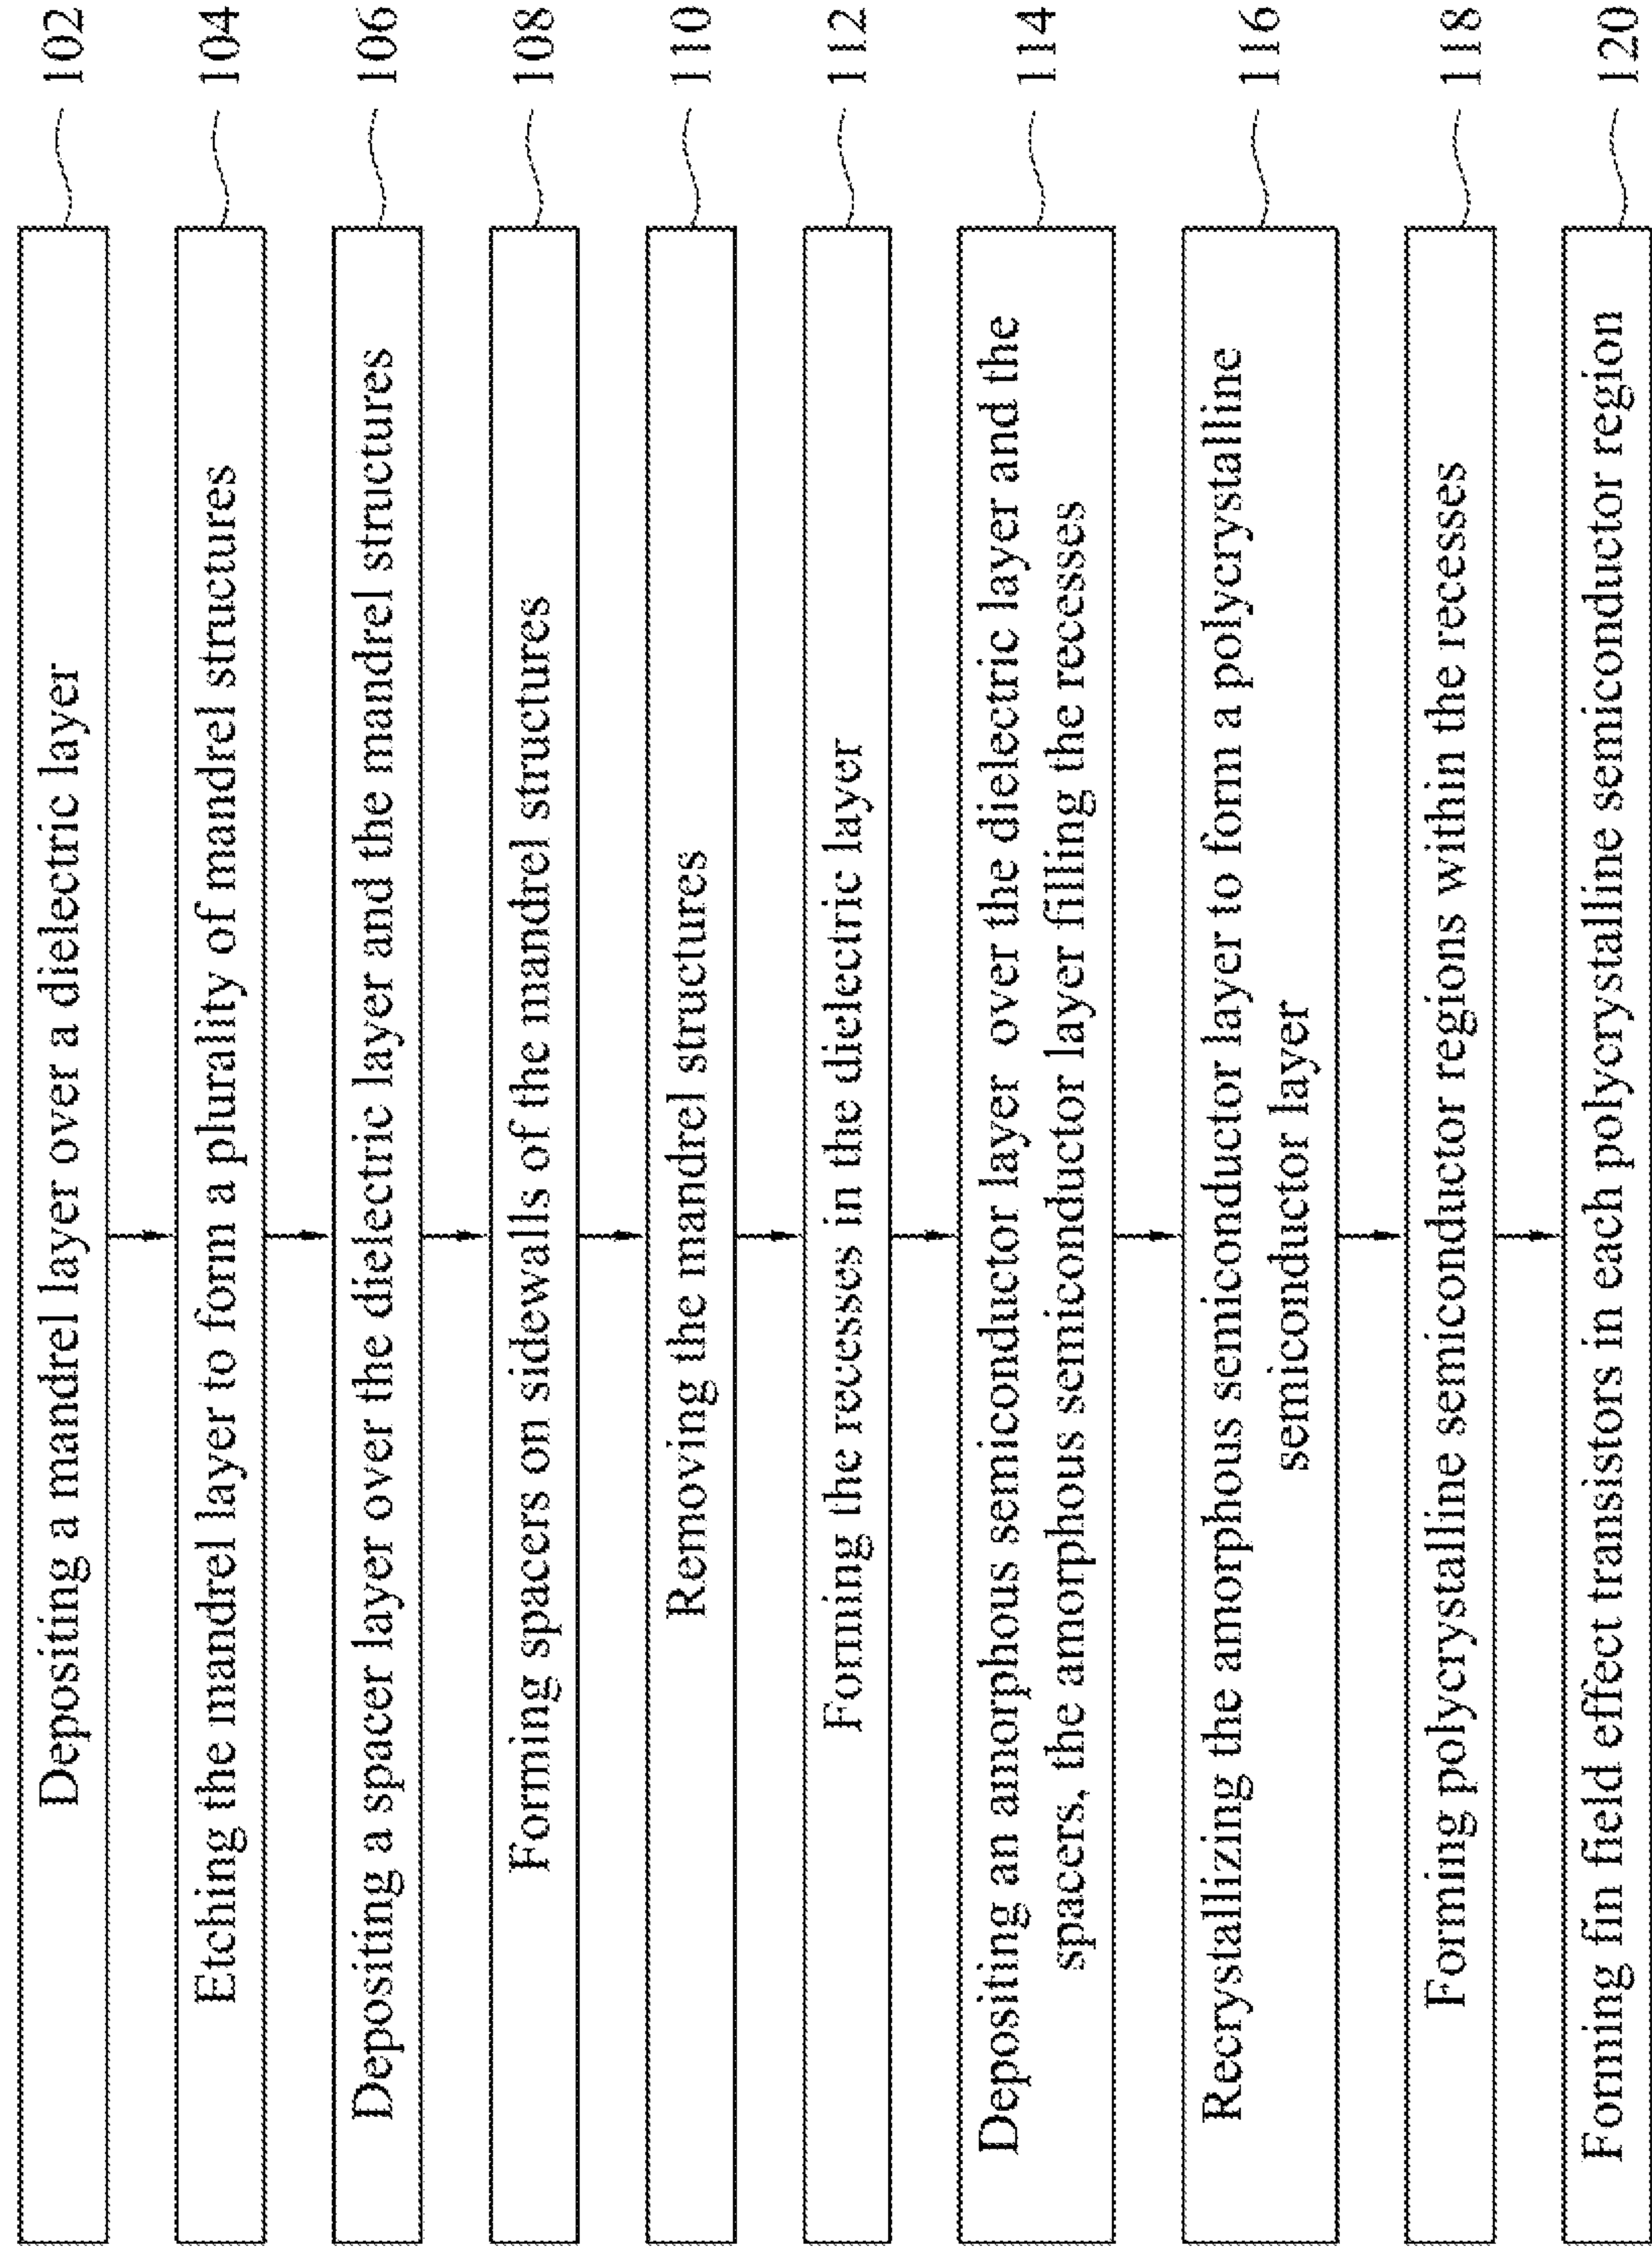 Depositing a mandrel layer over a dielectric layer
102
Etching the mandrel layer to form a plurality of mandrel structures
104
Depositing a spacer layer over the dielectric layer and the mandrel structures
106
Forming spacers on sidewalls of the mandrel structures
108
Removing the mandrel structures
110
Forming the recesses in the dielectric layer
112
Depositing an amorphous semiconductor layer over the dielectric layer and the
spacers, the amorphous semiconductor layer filling the recesses
114
Recrystallizing the amorphous semiconductor layer to form a polycrystalline
semiconductor layer
116
Forming polycrystalline semiconductor regions within the recesses
118
Forming fin field effect transistors in each polycrystalline semiconductor region
120